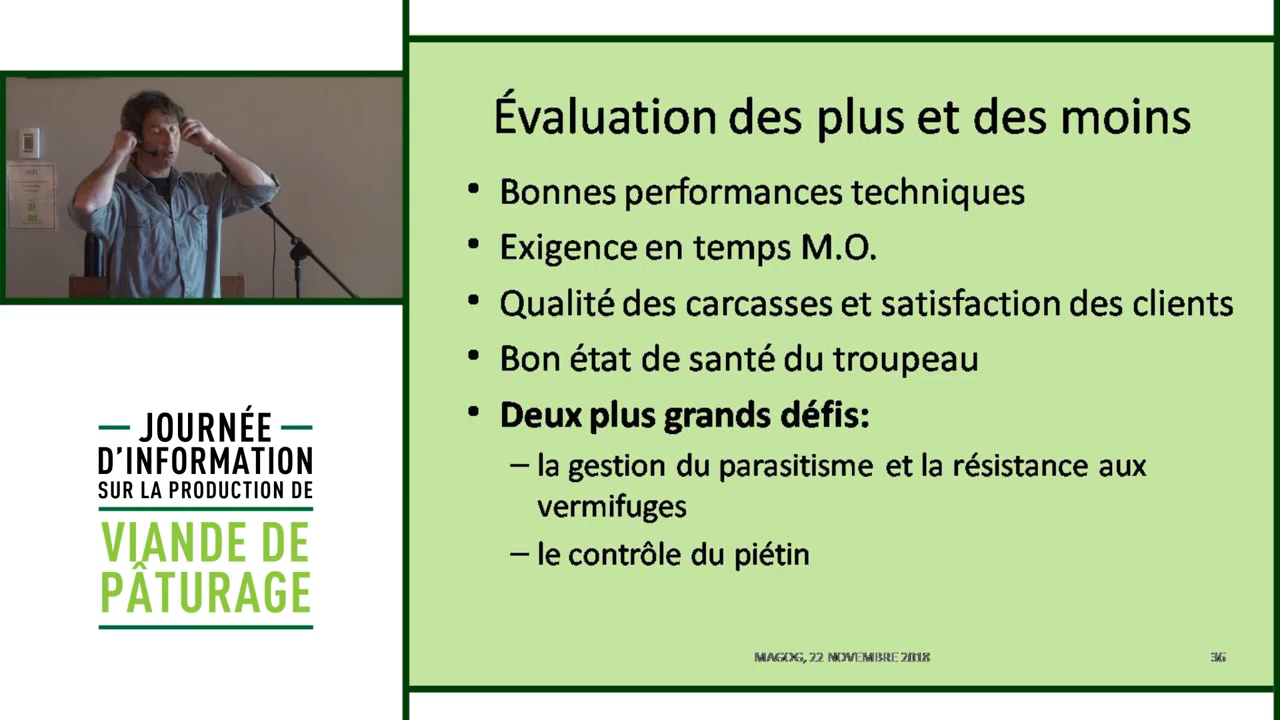 Évaluation des plus et des moins
• Bonnes performances techniques
• Exigence en temps M.O.
• Qualité des carcasses et satisfaction des clients
• Bon état de santé du troupeau
• Deux plus grands défis:
– la gestion du parasitisme et la résistance aux
vermifuges
– le contrôle du piétin
MAGOG, 22 NOVEMBRE 2018
36
JOURNÉE
D'INFORMATION
SUR LA PRODUCTION DE
VIANDE DE
PÂTURAGE